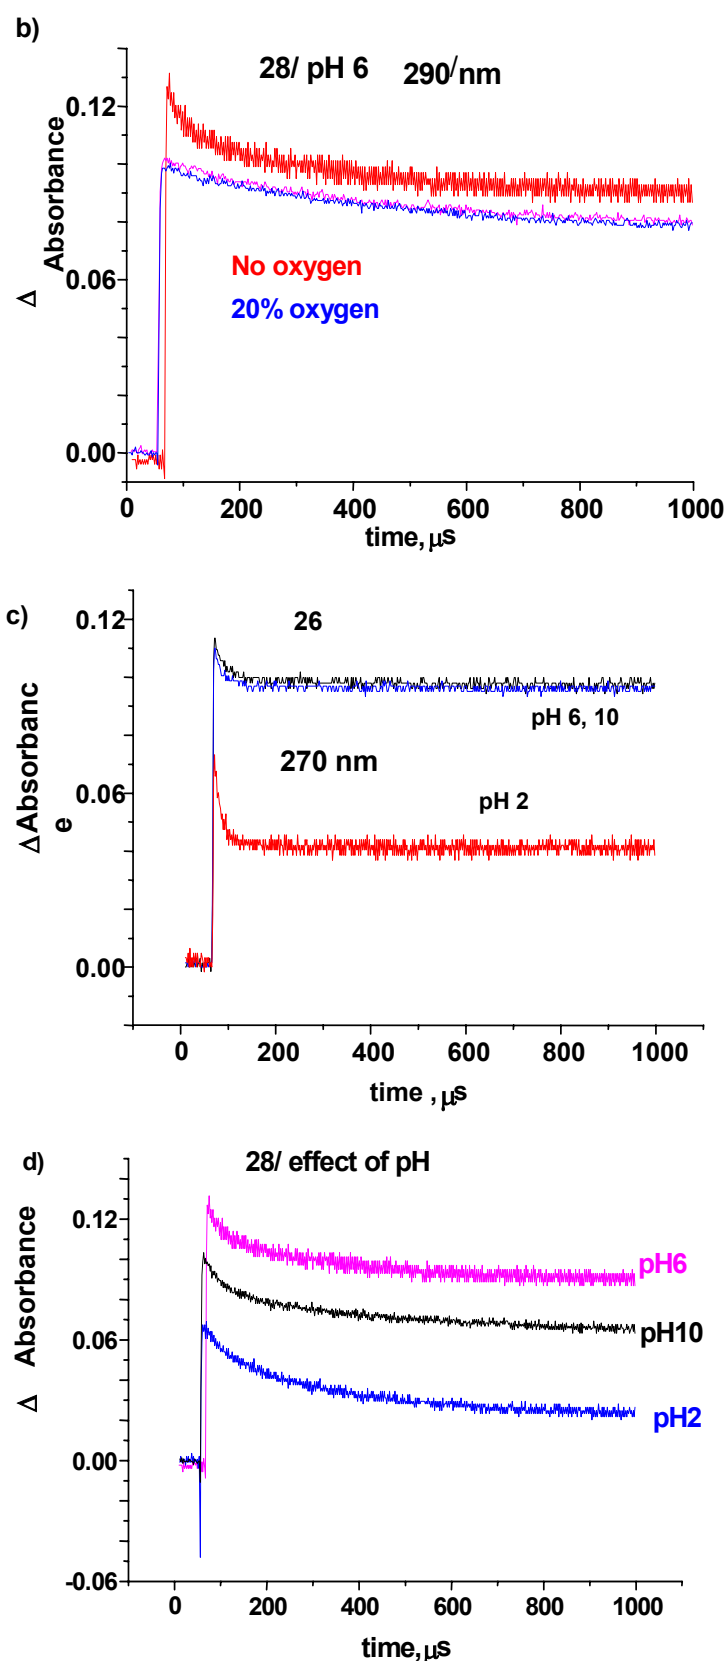 b)
28/ pH 6 290/nm
0.12
0.06
0.00
Δ Absorbance
No oxygen
20% oxygen
0 200 400 600 800 1000
time, μs
c)
26
0.12
0.06
0.00
ΔAbsorbanc
e
pH 6, 10
270 nm
pH 2
0 200 400 600 800 1000
time , μs
d)
28/ effect of pH
0.12
0.06
0.00
-0.06
Δ Absorbance
pH6
pH10
pH2
0 200 400 600 800 1000
time, μs